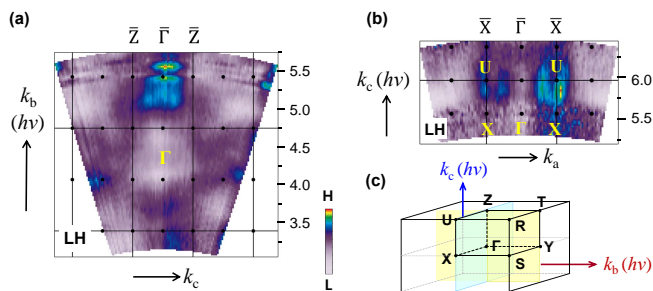 (a)
Z̅ Γ̅ Z̅
k_b
(hν)
5.5
5.0
4.5
4.0
3.5
Γ
LH
k_c
H
L
(b)
X̅ Γ̅ X̅
k_c
(hν)
U U
6.0
5.5
LH X Γ X
k_a
(c)
k_c(hν)
Z T
U R
Γ Y
X S
k_b(hν)